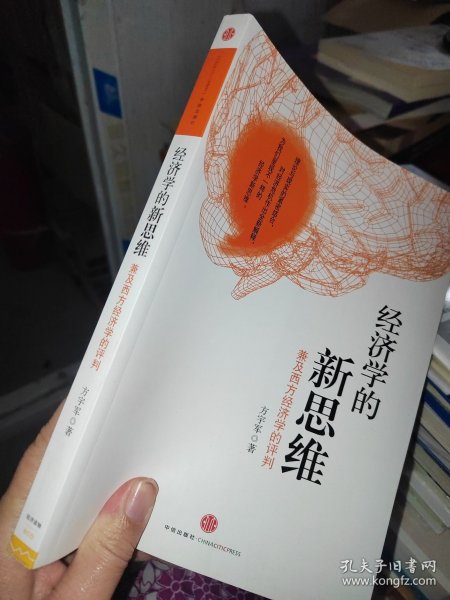 经济学的新思维
兼及西方经济学的评判
方宇军◎著
经济学的
新思维
兼及西方经济学的评判
方宇军◎著
中信出版社·CHINACITICPRESS
孔夫子旧书网
www.kongfz.com